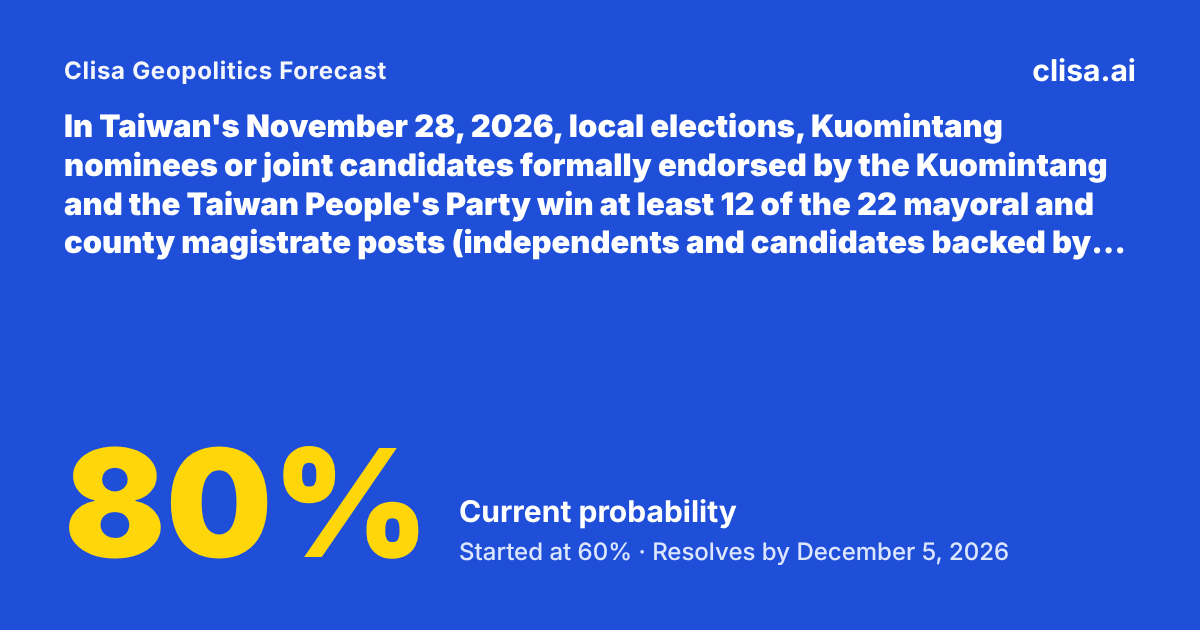 Clisa Geopolitics Forecast
clisa.ai
In Taiwan's November 28, 2026, local elections, Kuomintang
nominees or joint candidates formally endorsed by the Kuomintang
and the Taiwan People's Party win at least 12 of the 22 mayoral and
county magistrate posts (independents and candidates backed by…
80%
Current probability
Started at 60% · Resolves by December 5, 2026